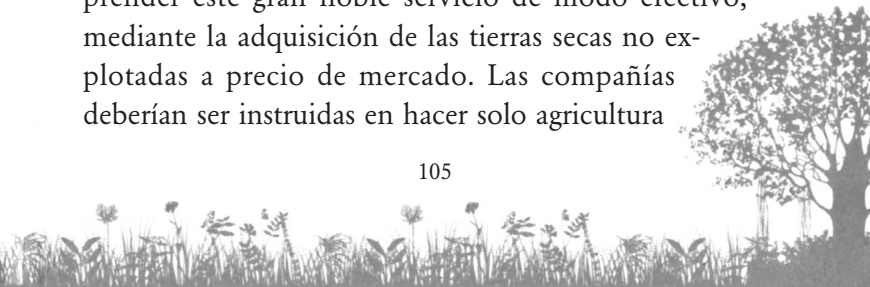 prender este gran noble servicio de modo efectivo,
mediante la adquisición de las tierras secas no ex-
plotadas a precio de mercado. Las compañías
deberían ser instruidas en hacer solo agricultura
105